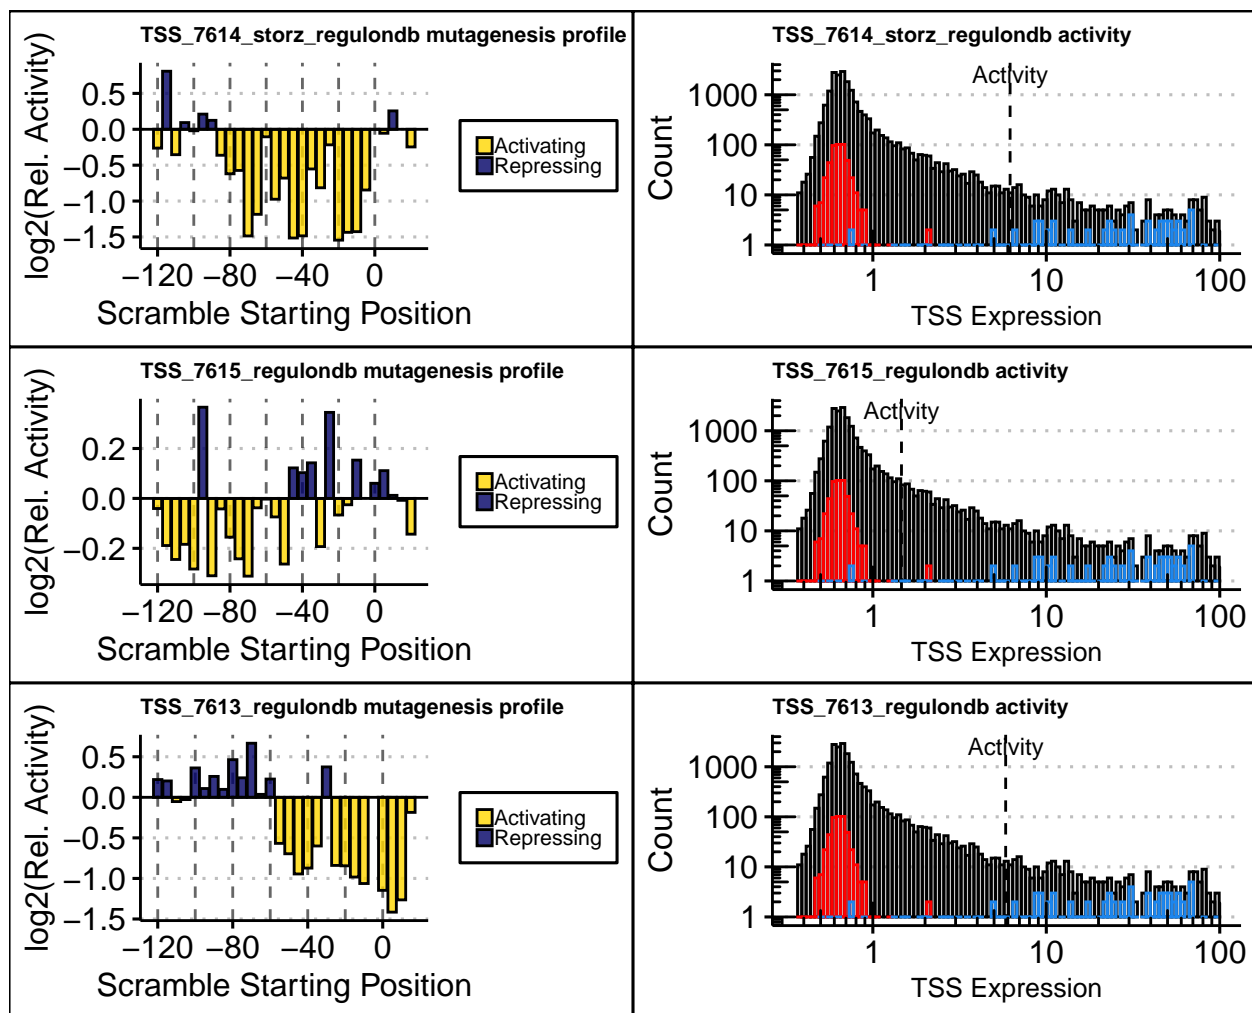 TSS_7614_storz_regulondb mutagenesis profile
log2(Rel. Activity)
0.5
0.0
−0.5
−1.0
−1.5
−120 −80 −40 0
Scramble Starting Position
Activating
Repressing
TSS_7614_storz_regulondb activity
Activity
Count
1000
100
10
1
1 10 100
TSS Expression
TSS_7615_regulondb mutagenesis profile
log2(Rel. Activity)
0.2
0.0
−0.2
−120 −80 −40 0
Scramble Starting Position
Activating
Repressing
TSS_7615_regulondb activity
Activity
Count
1000
100
10
1
1 10 100
TSS Expression
TSS_7613_regulondb mutagenesis profile
log2(Rel. Activity)
0.5
0.0
−0.5
−1.0
−1.5
−120 −80 −40 0
Scramble Starting Position
Activating
Repressing
TSS_7613_regulondb activity
Activity
Count
1000
100
10
1
1 10 100
TSS Expression